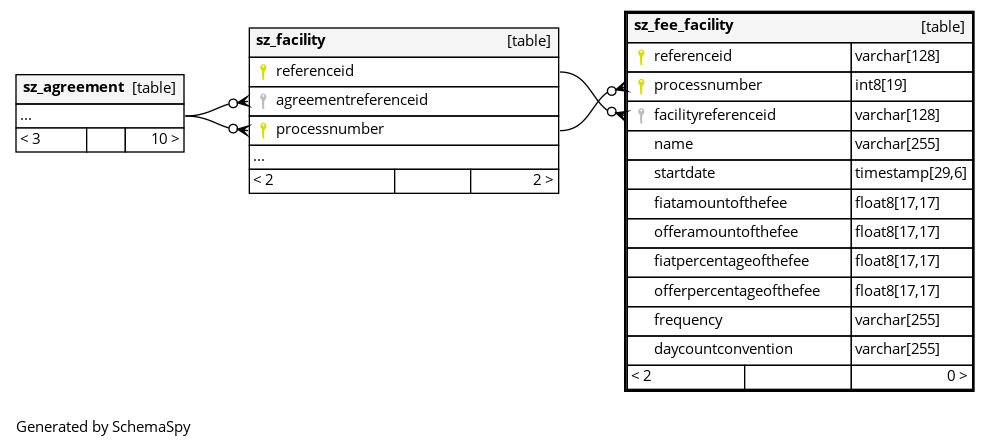 sz_agreement [table]
...
< 3 10 >
sz_facility [table]
referenceid
agreementreferenceid
processnumber
...
< 2 2 >
sz_fee_facility [table]
referenceid varchar[128]
processnumber int8[19]
facilityreferenceid varchar[128]
name varchar[255]
startdate timestamp[29,6]
fiatamountofthefee float8[17,17]
offeramountofthefee float8[17,17]
fiatpercentageofthefee float8[17,17]
offerpercentageofthefee float8[17,17]
frequency varchar[255]
daycountconvention varchar[255]
< 2 0 >
Generated by SchemaSpy